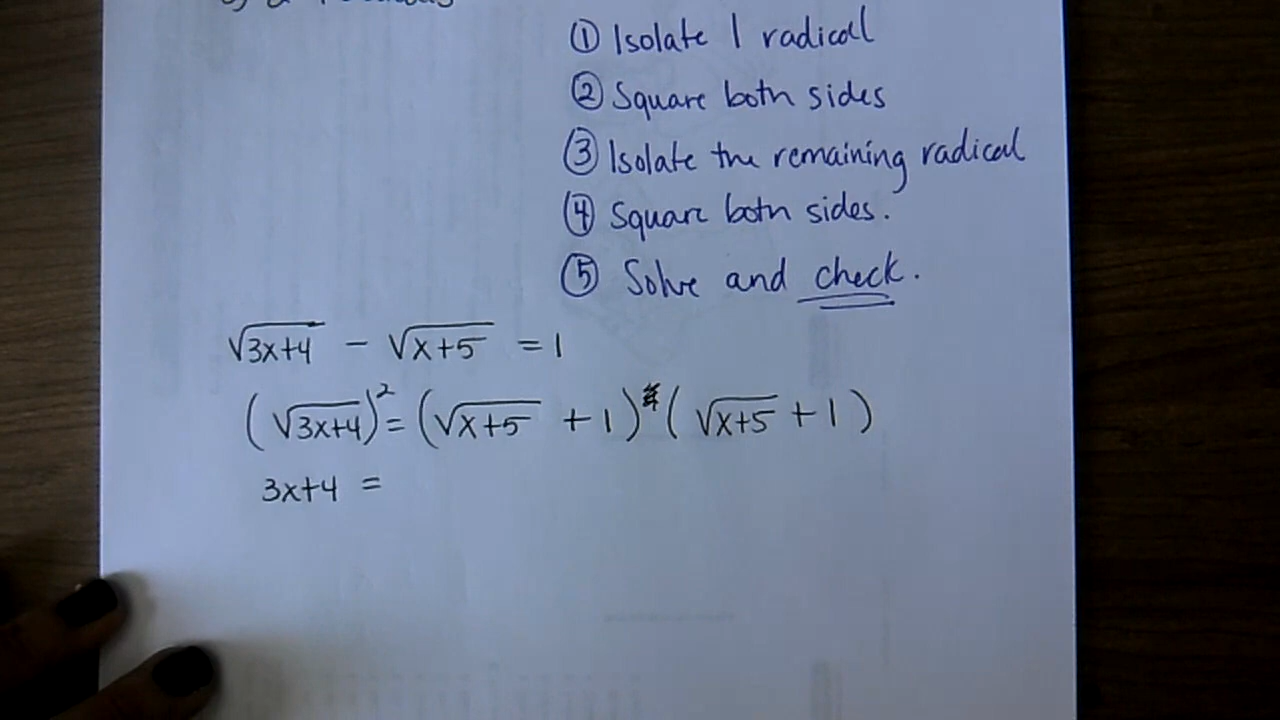 ① Isolate 1 radical
② Square both sides
③ Isolate the remaining radical
④ Square both sides.
⑤ Solve and check.
√3x+4 − √x+5 = 1
(√3x+4)² = (√x+5 + 1)(√x+5 + 1)
3x+4 =